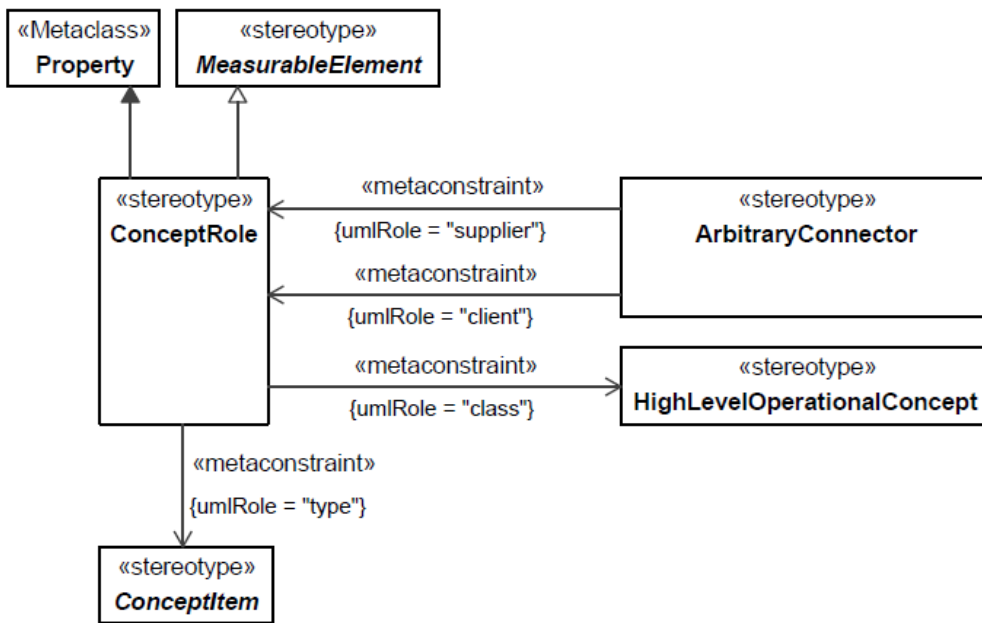 «Metaclass»
Property
«stereotype»
MeasurableElement
«stereotype»
ConceptRole
«metaconstraint»
{umlRole = "supplier"}
«stereotype»
ArbitraryConnector
«metaconstraint»
{umlRole = "client"}
«metaconstraint»
{umlRole = "class"}
«stereotype»
HighLevelOperationalConcept
«metaconstraint»
{umlRole = "type"}
«stereotype»
ConceptItem